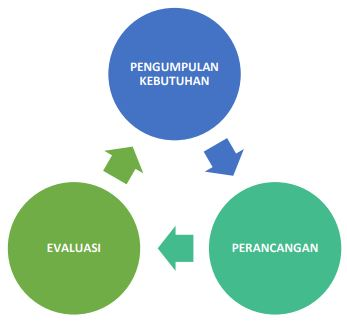 PENGUMPULAN
KEBUTUHAN
PERANCANGAN
EVALUASI